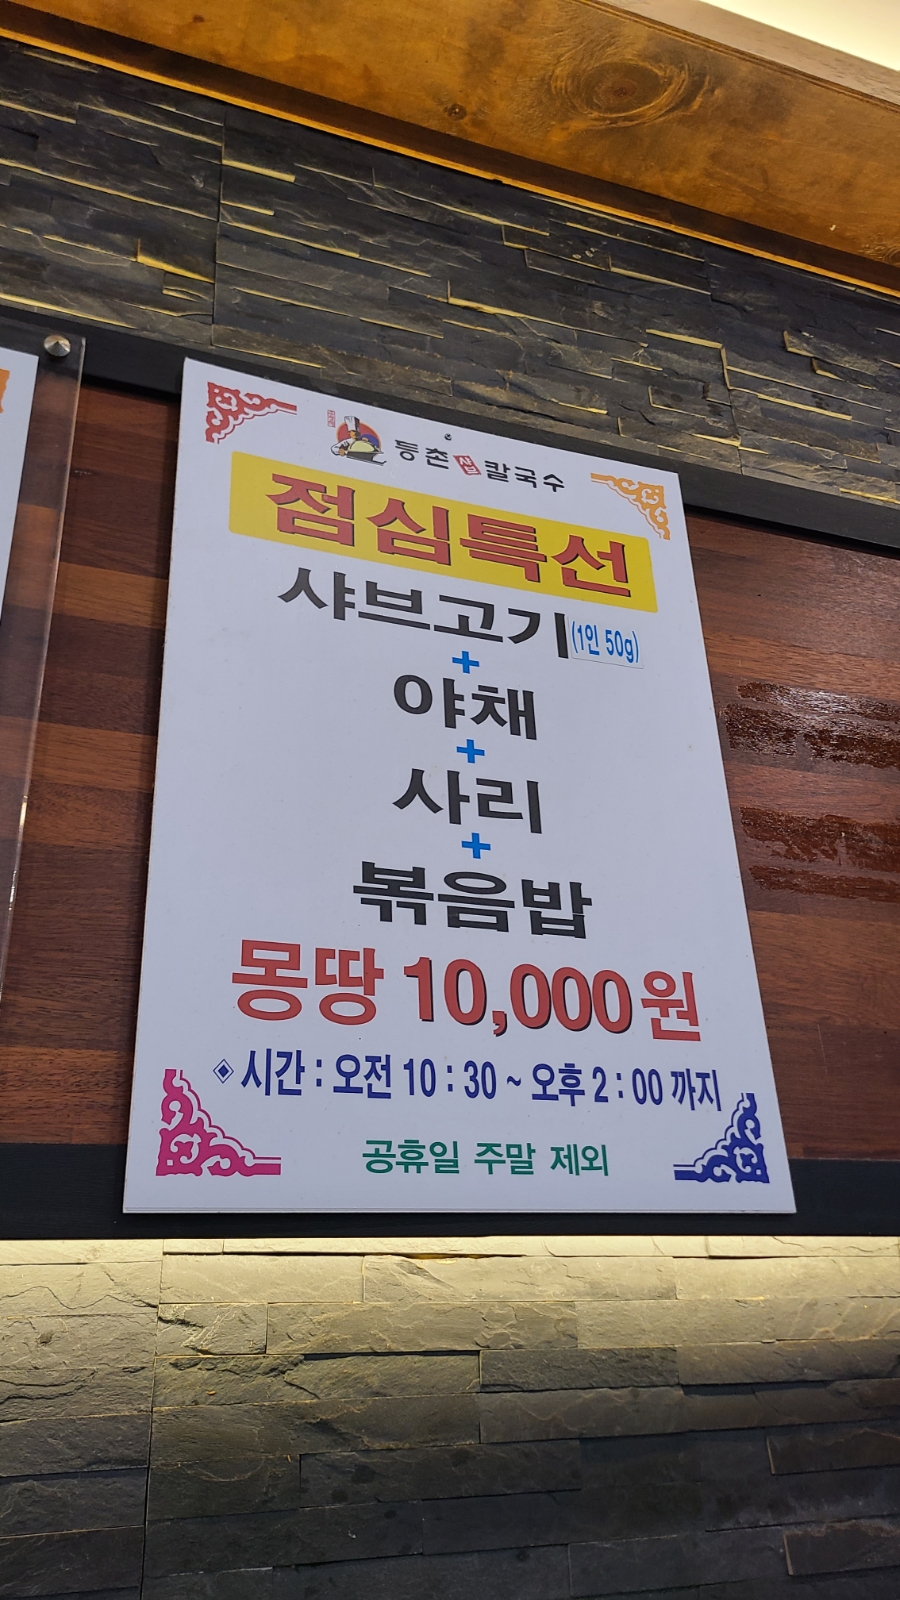 등촌 샤브 칼국수
점심특선
샤브고기(1인 50g)
+
야채
+
사리
+
볶음밥
몽땅 10,000원
시간 : 오전 10 : 30 ~ 오후 2 : 00 까지
공휴일 주말 제외